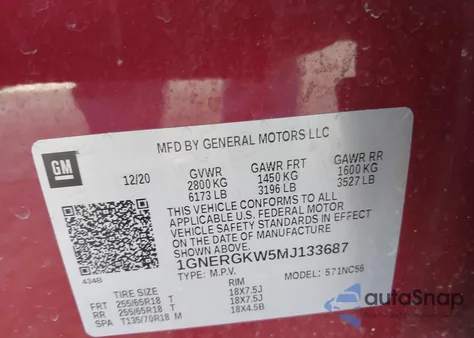 MFD BY GENERAL MOTORS LLC
GM
12/20
GVWR GAWR FRT GAWR RR
2800 KG 1450 KG 1600 KG
6173 LB 3196 LB 3527 LB
THIS VEHICLE CONFORMS TO ALL
APPLICABLE U.S. FEDERAL MOTOR
VEHICLE SAFETY STANDARDS IN EFFECT
ON THE DATE OF MANUFACTURE
SHOWN ABOVE.
1GNERGKW5MJ133687
434B
TYPE: M.P.V. MODEL: 571NC56
TIRE SIZE RIM
FRT 255/65R18 T 18X7.5J
RR 255/65R18 T 18X7.5J
SPA T135/70R18 M 18X4.5B
autoSnap